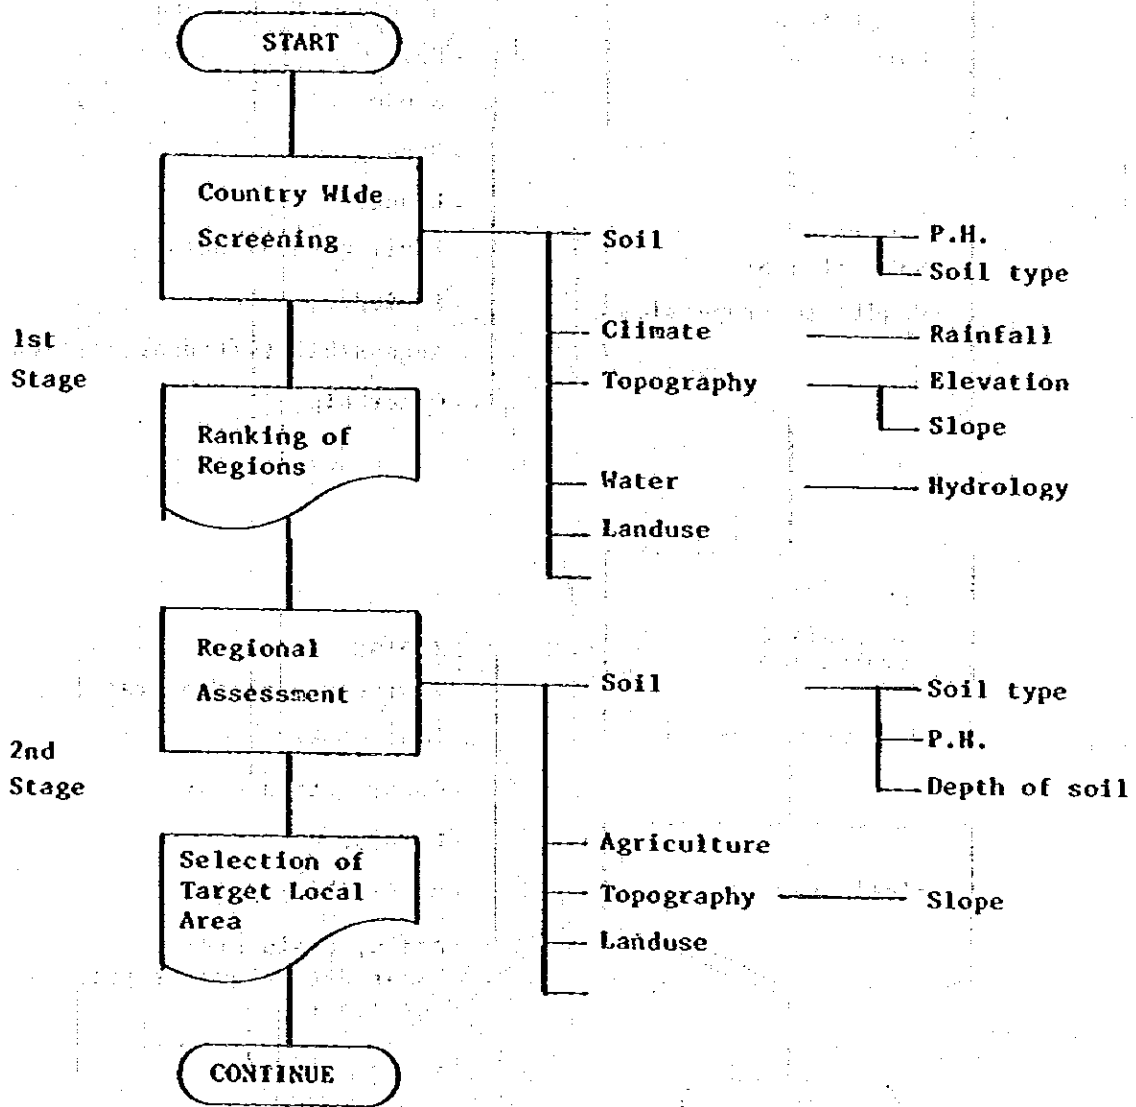 START
Country Wide
Screening
Soil
P.H.
Soil type
1st
Stage
Climate
Rainfall
Topography
Elevation
Slope
Ranking of
Regions
Water
Hydrology
Landuse
Regional
Assessment
Soil
Soil type
P.H.
Depth of soil
2nd
Stage
Selection of
Target Local
Area
Agriculture
Topography
Slope
Landuse
CONTINUE